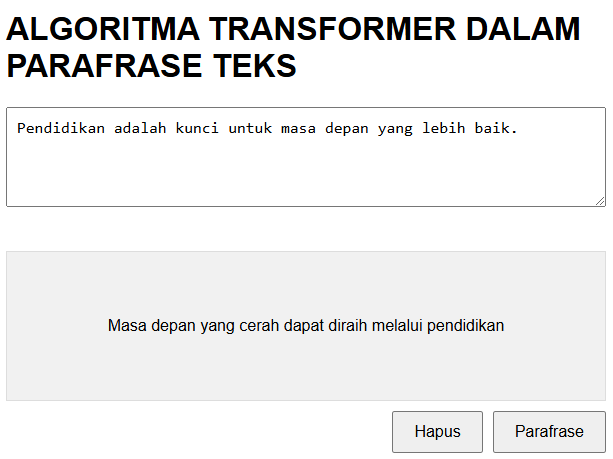 ALGORITMA TRANSFORMER DALAM
PARAFRASE TEKS
Pendidikan adalah kunci untuk masa depan yang lebih baik.
Masa depan yang cerah dapat diraih melalui pendidikan
Hapus
Parafrase